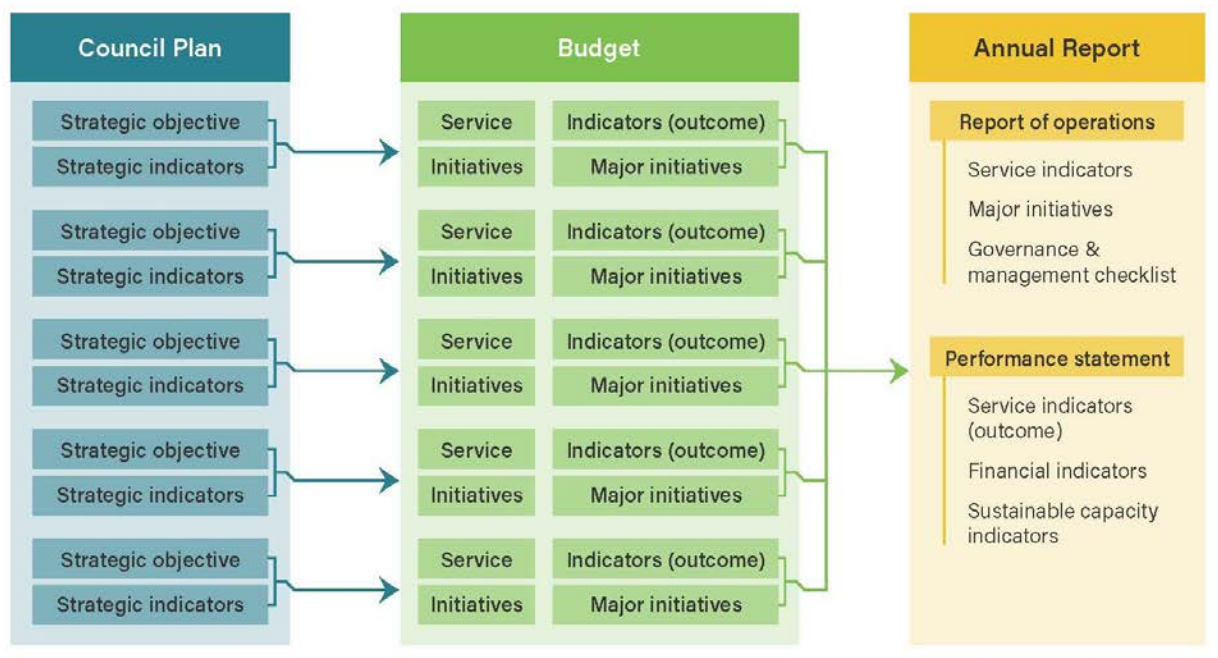 Council Plan
Strategic objective
Strategic indicators
Strategic objective
Strategic indicators
Strategic objective
Strategic indicators
Strategic objective
Strategic indicators
Strategic objective
Strategic indicators
Budget
Service
Indicators (outcome)
Initiatives
Major initiatives
Service
Indicators (outcome)
Initiatives
Major initiatives
Service
Indicators (outcome)
Initiatives
Major initiatives
Service
Indicators (outcome)
Initiatives
Major initiatives
Service
Indicators (outcome)
Initiatives
Major initiatives
Annual Report
Report of operations
Service indicators
Major initiatives
Governance &
management checklist
Performance statement
Service indicators
(outcome)
Financial indicators
Sustainable capacity
indicators